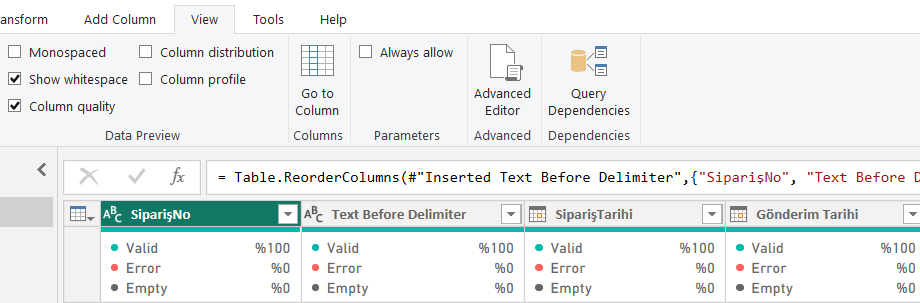 ansform Add Column View Tools Help
Monospaced Column distribution Always allow
Show whitespace Column profile
Column quality
Go to Column
Advanced Editor
Query Dependencies
Data Preview Columns Parameters Advanced Dependencies
fx = Table.ReorderColumns(#"Inserted Text Before Delimiter",{"SiparişNo", "Text Before D
ABC SiparişNo ABC Text Before Delimiter SiparişTarihi Gönderim Tarihi
Valid %100 Valid %100 Valid %100 Valid %100
Error %0 Error %0 Error %0 Error %0
Empty %0 Empty %0 Empty %0 Empty %0